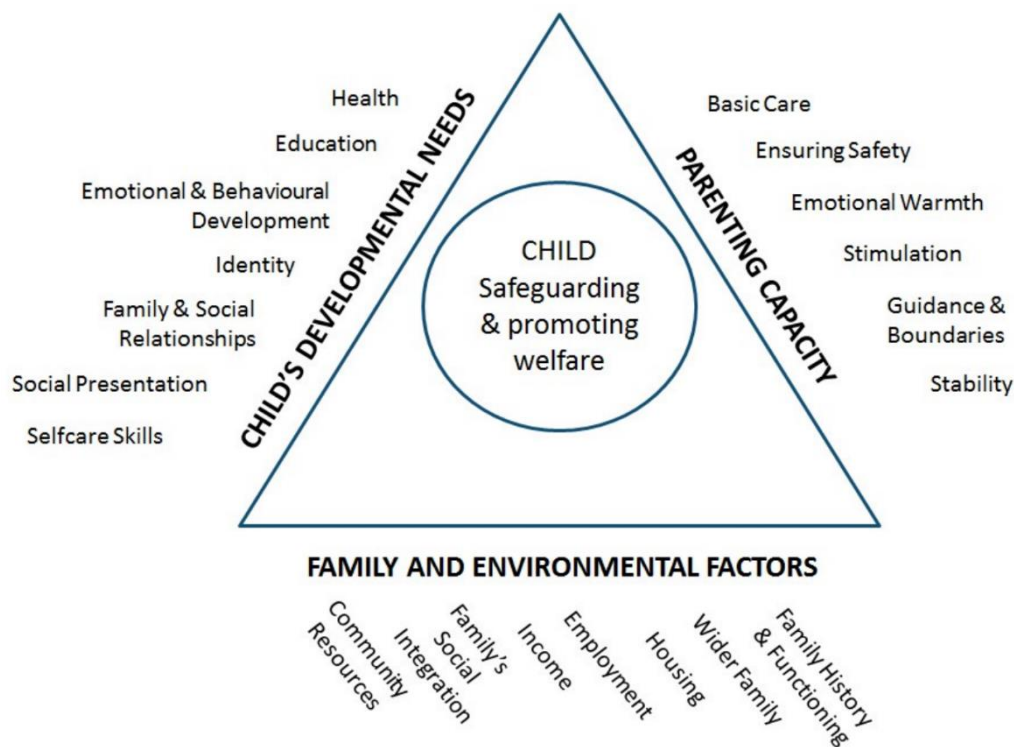 Health
Education
Emotional & Behavioural
Development
Identity
Family & Social
Relationships
Social Presentation
Selfcare Skills
CHILD'S DEVELOPMENTAL NEEDS
CHILD
Safeguarding
& promoting
welfare
PARENTING CAPACITY
Basic Care
Ensuring Safety
Emotional Warmth
Stimulation
Guidance &
Boundaries
Stability
FAMILY AND ENVIRONMENTAL FACTORS
Community
Resources
Family's
Social
Integration
Income
Employment
Housing
Wider Family
Family History
& Functioning